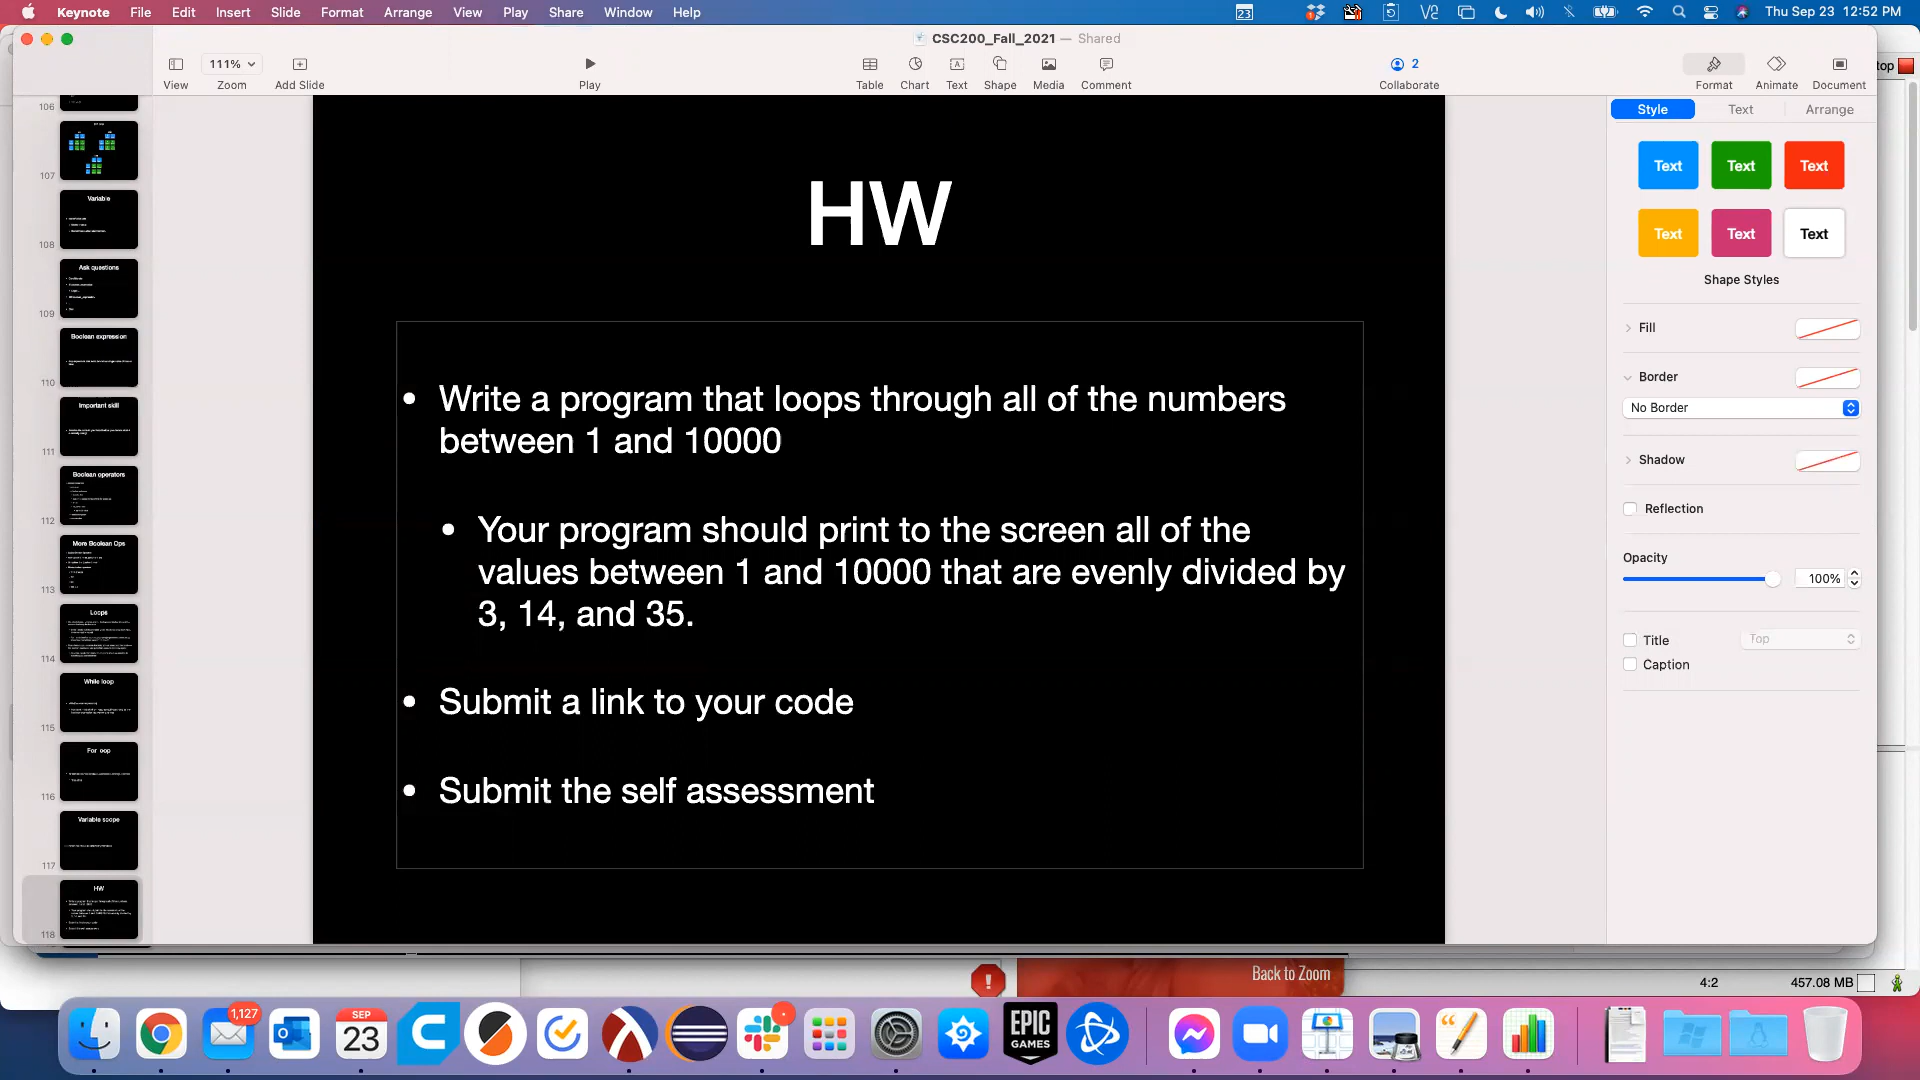 Keynote File Edit Insert Slide Format Arrange View Play Share Window Help
23 Thu Sep 23 12:52 PM
CSC200_Fall_2021 — Shared
111%
2
View Zoom Add Slide Play Table Chart Text Shape Media Comment Collaborate Format Animate Document
Style Text Arrange
106
107
Variable
108
Ask questions
109
Boolean expression
110
Important skill
111
Boolean operators
112
More Boolean Ops
113
Loops
114
While loop
115
116
Variable scope
117
HW
118
HW
• Write a program that loops through all of the numbers
between 1 and 10000
• Your program should print to the screen all of the
values between 1 and 10000 that are evenly divided by
3, 14, and 35.
• Submit a link to your code
• Submit the self assessment
Text Text Text
Text Text Text
Shape Styles
Fill
Border
No Border
Shadow
Reflection
Opacity
100%
Title Top
Caption
Back to Zoom
4:2 457.08 MB
1,127
SEP
23
EPIC
GAMES